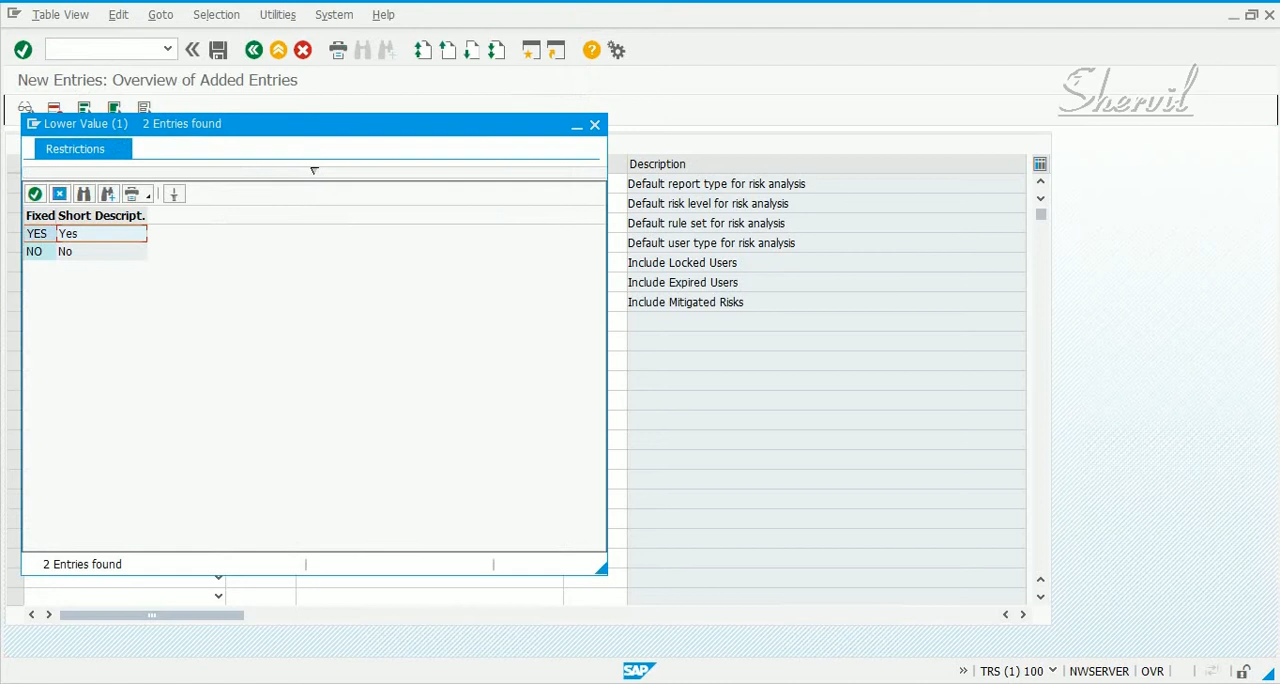 Table View Edit Goto Selection Utilities System Help
New Entries: Overview of Added Entries
Shervil
Lower Value (1) 2 Entries found
Restrictions
Fixed Short Descript.
YES Yes
NO No
2 Entries found
Description
Default report type for risk analysis
Default risk level for risk analysis
Default rule set for risk analysis
Default user type for risk analysis
Include Locked Users
Include Expired Users
Include Mitigated Risks
SAP
TRS (1) 100 NWSERVER OVR